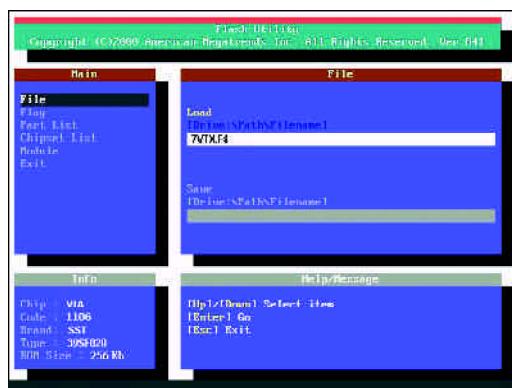 Flash Utility
Copyright (C)2000 American Megatrends Inc. All Rights Reserved. Ver.841
Main
File
Flag
Part List
Chipset List
Module
Exit
File
Load
[Drive:\Path\Filename]
7VTX.F4
Save
[Drive:\Path\Filename]
Info
Chip : VIA
Code : 1106
Brand: SST
Type : 39SF020
ROM Size : 256 Kb
Help/Message
[Up]/[Down] Select item
[Enter] Go
[Esc] Exit